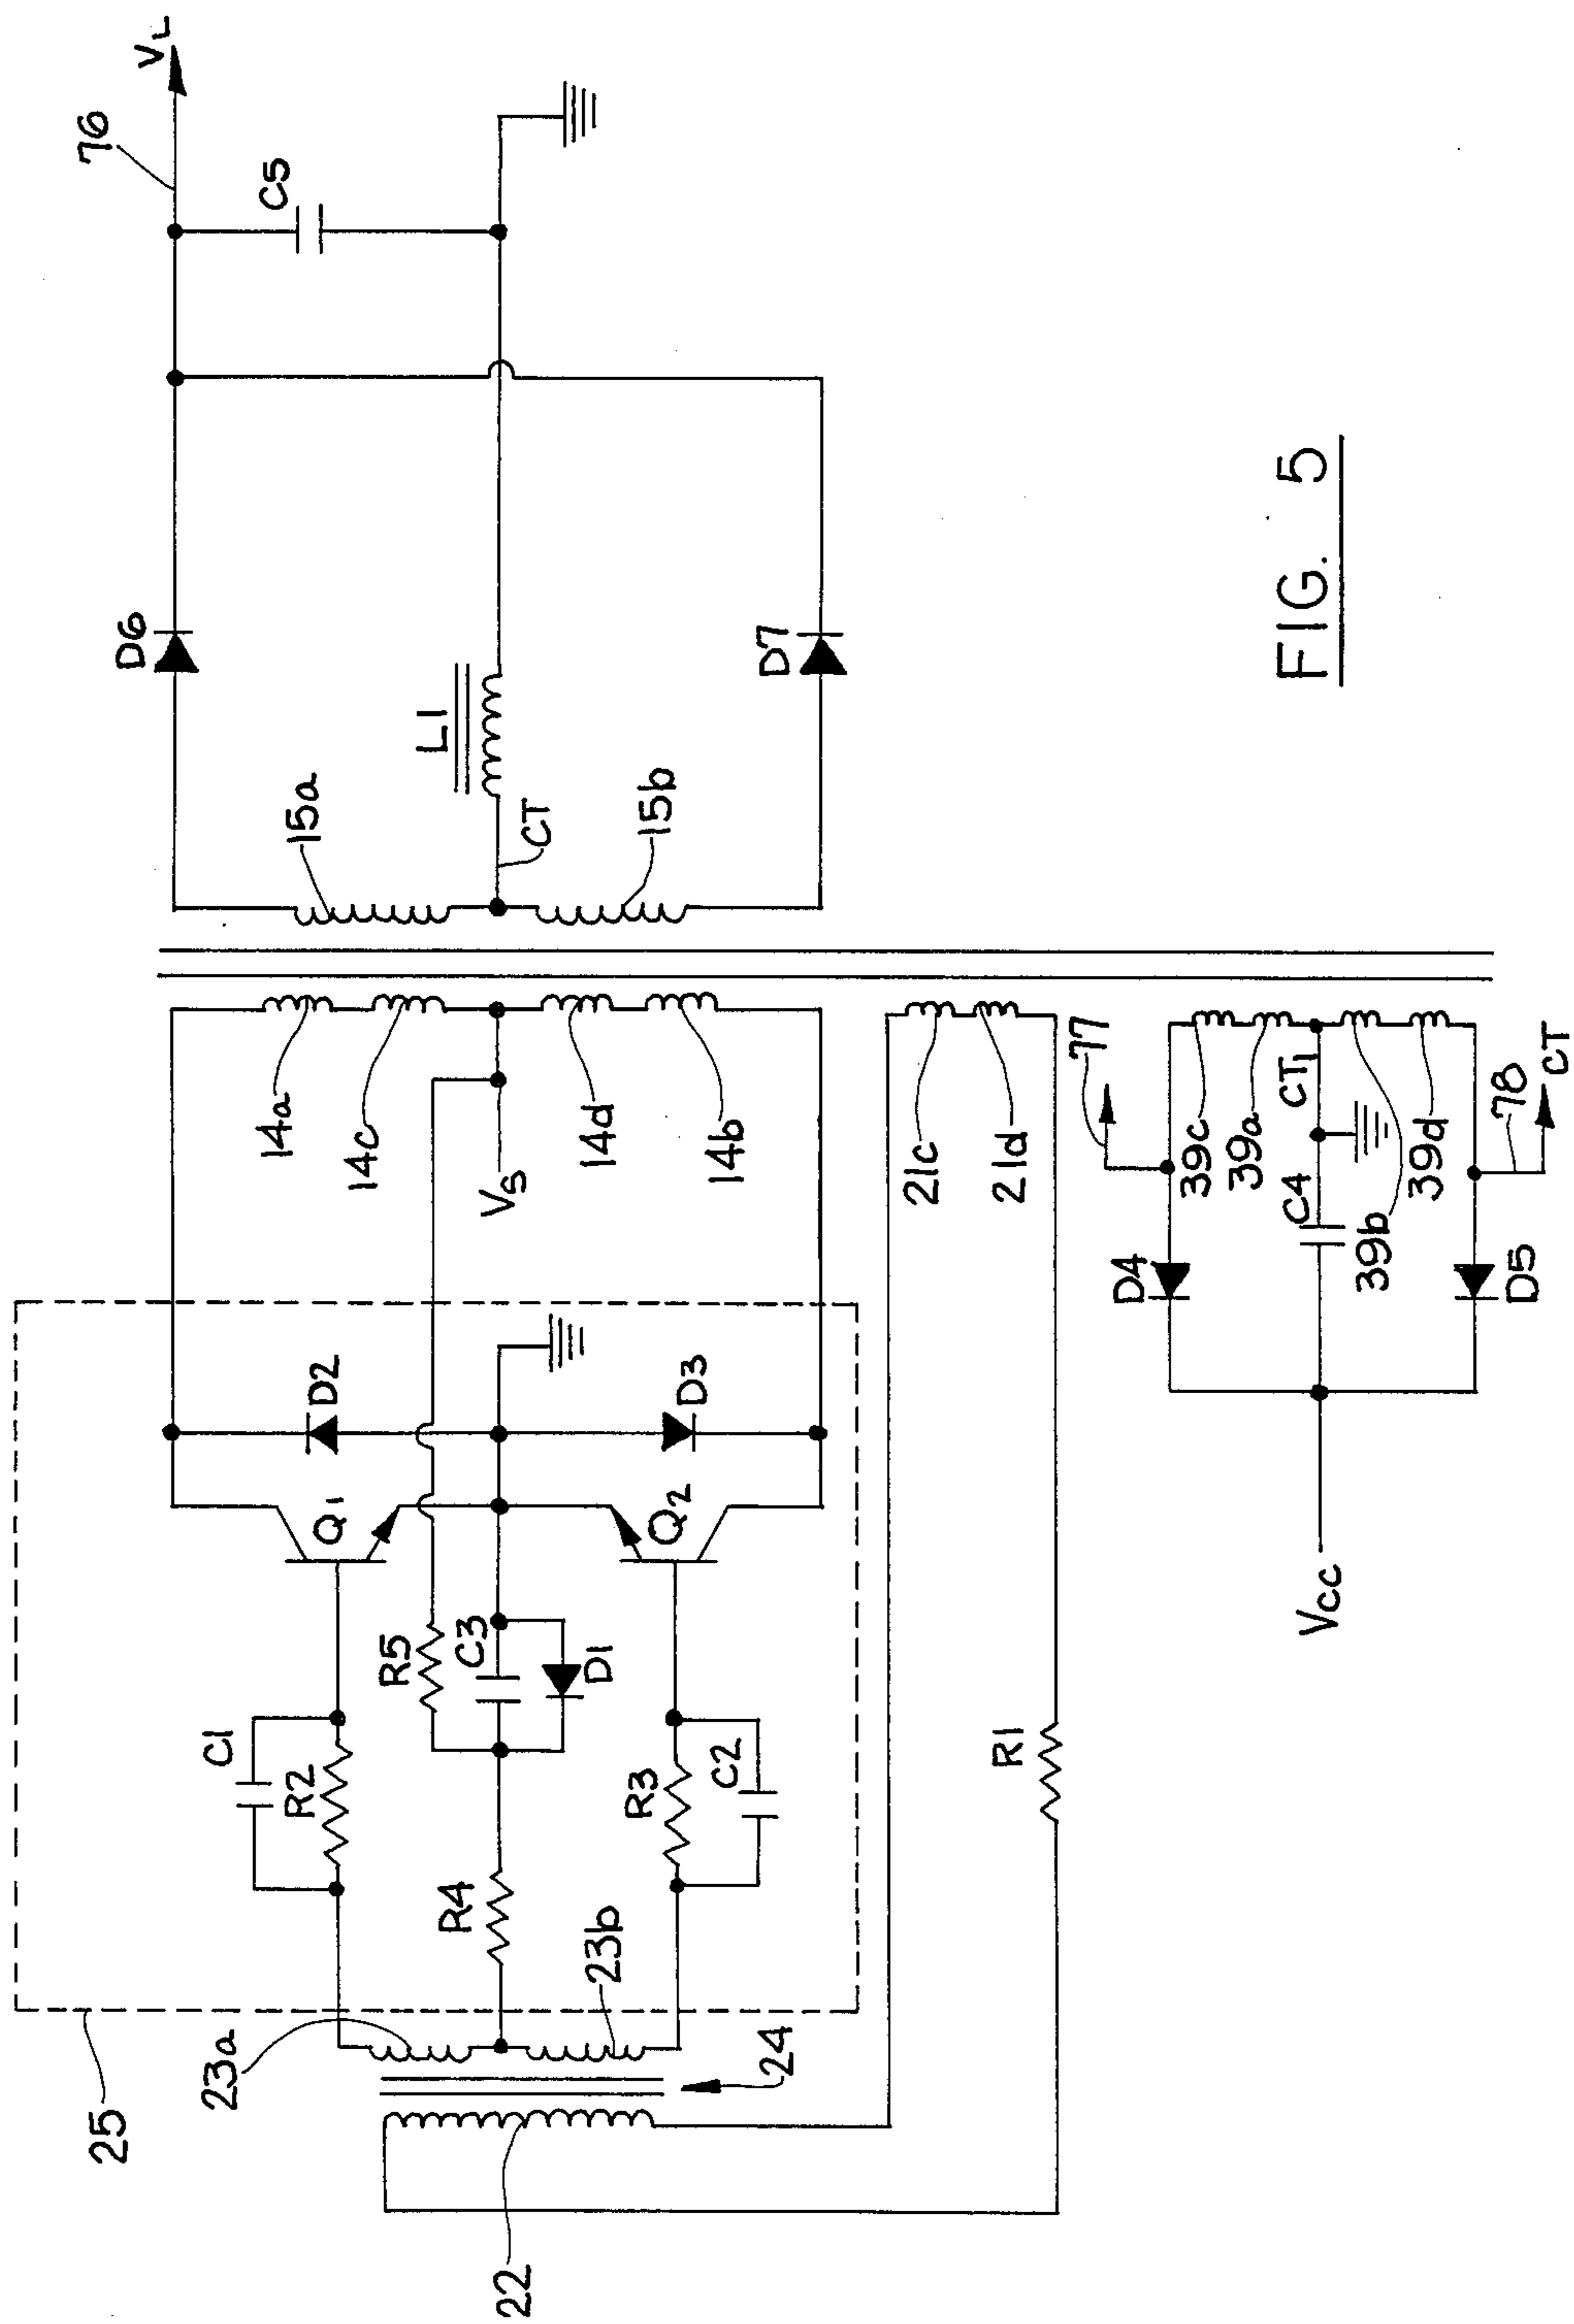 76
VL
C5
D6
L1
D7
15a
CT
15b
14a
14c
Vs
14d
14b
21c
21d
77
39c
39a
CT1
C4
39b
39d
78
CT
D4
D5
Vcc
D2
D3
Q1
Q2
R5
C3
D1
C1
R2
R3
C2
R4
R1
23a
23b
24
25
22
FIG. 5